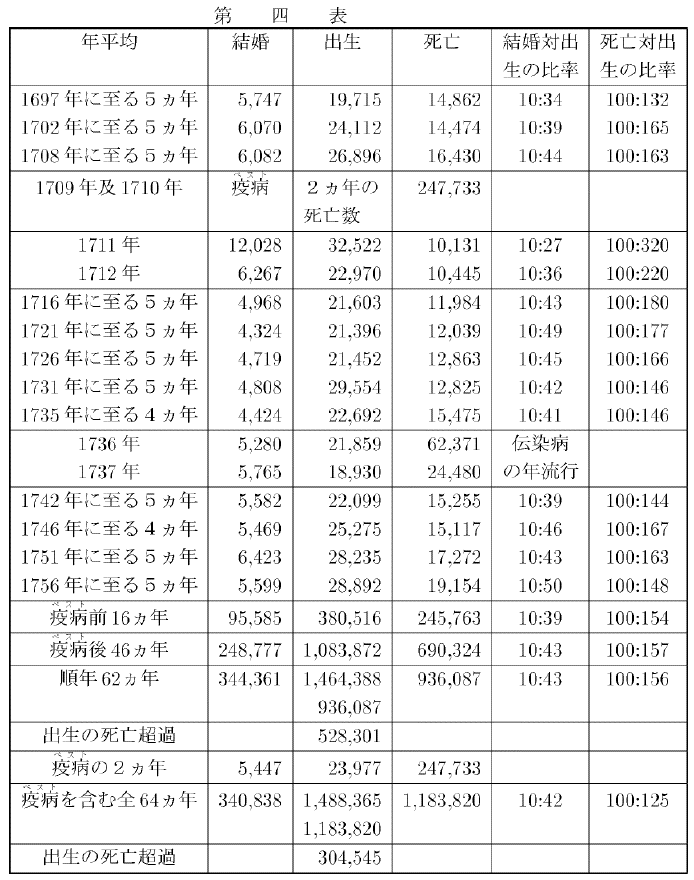 第四表
年平均 結婚 出生 死亡 結婚対出生の比率 死亡対出生の比率
1697年に至る5ヵ年 5,747 19,715 14,862 10:34 100:132
1702年に至る5ヵ年 6,070 24,112 14,474 10:39 100:165
1708年に至る5ヵ年 6,082 26,896 16,430 10:44 100:163
1709年及1710年 疫病 2ヵ年の死亡数 247,733
1711年 12,028 32,522 10,131 10:27 100:320
1712年 6,267 22,970 10,445 10:36 100:220
1716年に至る5ヵ年 4,968 21,603 11,984 10:43 100:180
1721年に至る5ヵ年 4,324 21,396 12,039 10:49 100:177
1726年に至る5ヵ年 4,719 21,452 12,863 10:45 100:166
1731年に至る5ヵ年 4,808 29,554 12,825 10:42 100:146
1735年に至る4ヵ年 4,424 22,692 15,475 10:41 100:146
1736年 5,280 21,859 62,371 伝染病
1737年 5,765 18,930 24,480 の年流行
1742年に至る5ヵ年 5,582 22,099 15,255 10:39 100:144
1746年に至る4ヵ年 5,469 25,275 15,117 10:46 100:167
1751年に至る5ヵ年 6,423 28,235 17,272 10:43 100:163
1756年に至る5ヵ年 5,599 28,892 19,154 10:50 100:148
疫病前16ヵ年 95,585 380,516 245,763 10:39 100:154
疫病後46ヵ年 248,777 1,083,872 690,324 10:43 100:157
順年62ヵ年 344,361 1,464,388 936,087 10:43 100:156
936,087
出生の死亡超過 528,301
疫病の2ヵ年 5,447 23,977 247,733
疫病を含む全64ヵ年 340,838 1,488,365 1,183,820 10:42 100:125
1,183,820
出生の死亡超過 304,545